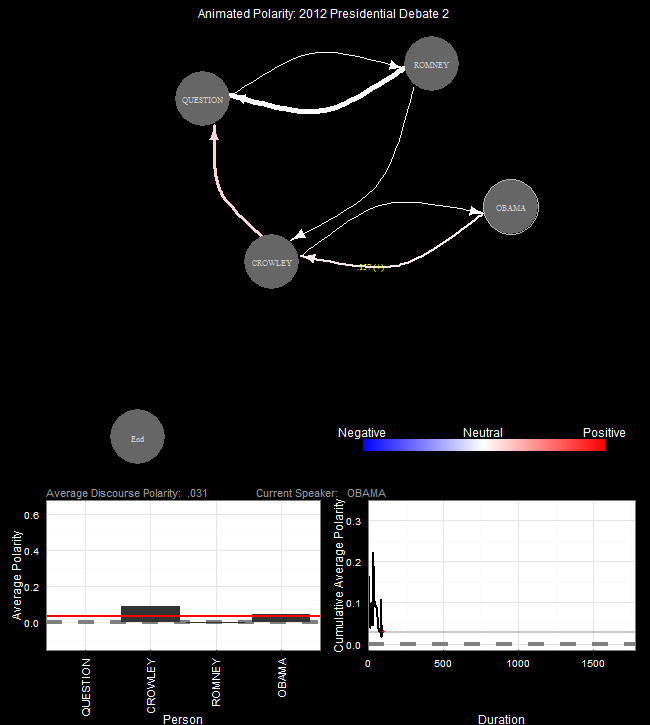 Animated Polarity: 2012 Presidential Debate 2
ROMNEY
QUESTION
OBAMA
CROWLEY
End
Negative Neutral Positive
Average Discourse Polarity: .031 Current Speaker: OBAMA
Average Polarity
0.6
0.4
0.2
0.0
QUESTION
CROWLEY
ROMNEY
OBAMA
Person
Cumulative Average Polarity
0.3
0.2
0.1
0.0
0 500 1000 1500
Duration